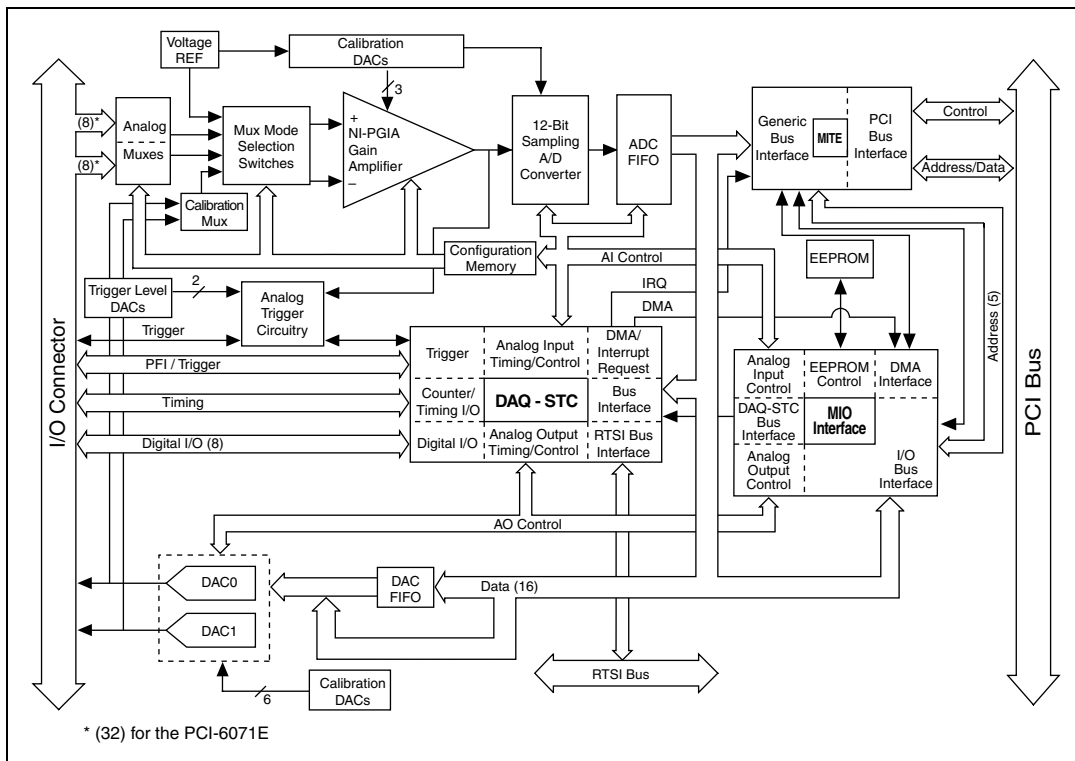 Voltage
REF
Calibration
DACs
3
(8)*
(8)*
Analog
Muxes
Mux Mode
Selection
Switches
+
NI-PGIA
Gain
Amplifier
–
12-Bit
Sampling
A/D
Converter
ADC
FIFO
Generic
Bus
Interface
MITE
PCI
Bus
Interface
Control
Address/Data
Calibration
Mux
Configuration
Memory
AI Control
EEPROM
IRQ
DMA
Address (5)
Trigger Level
DACs
2
Analog
Trigger
Circuitry
Trigger
PFI / Trigger
Timing
Digital I/O (8)
I/O Connector
PCI Bus
Trigger
Analog Input
Timing/Control
DMA/
Interrupt
Request
Counter/
Timing I/O
DAQ - STC
Bus
Interface
Digital I/O
Analog Output
Timing/Control
RTSI Bus
Interface
Analog
Input
Control
EEPROM
Control
DMA
Interface
DAQ-STC
Bus
Interface
MIO
Interface
Analog
Output
Control
I/O
Bus
Interface
AO Control
DAC0
DAC1
DAC
FIFO
Data (16)
RTSI Bus
6
Calibration
DACs
* (32) for the PCI-6071E